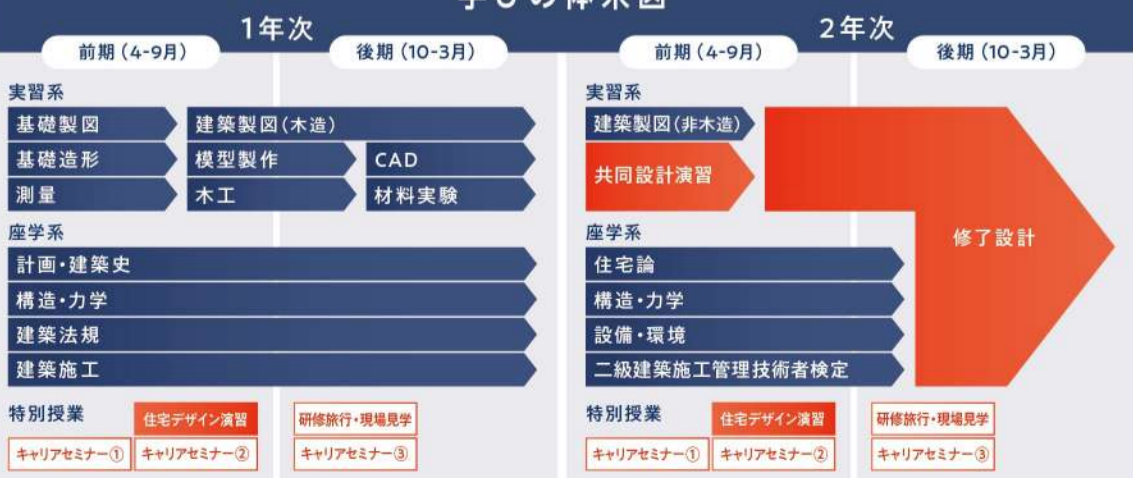 学びの体系図
1年次
前期(4-9月)
後期(10-3月)
実習系
基礎製図
建築製図(木造)
基礎造形
模型製作
CAD
測量
木工
材料実験
座学系
計画・建築史
構造・力学
建築法規
建築施工
特別授業
住宅デザイン演習
研修旅行・現場見学
キャリアセミナー①
キャリアセミナー②
キャリアセミナー③
2年次
前期(4-9月)
後期(10-3月)
実習系
建築製図(非木造)
共同設計演習
修了設計
座学系
住宅論
構造・力学
設備・環境
二級建築施工管理技術者検定
特別授業
住宅デザイン演習
研修旅行・現場見学
キャリアセミナー①
キャリアセミナー②
キャリアセミナー③